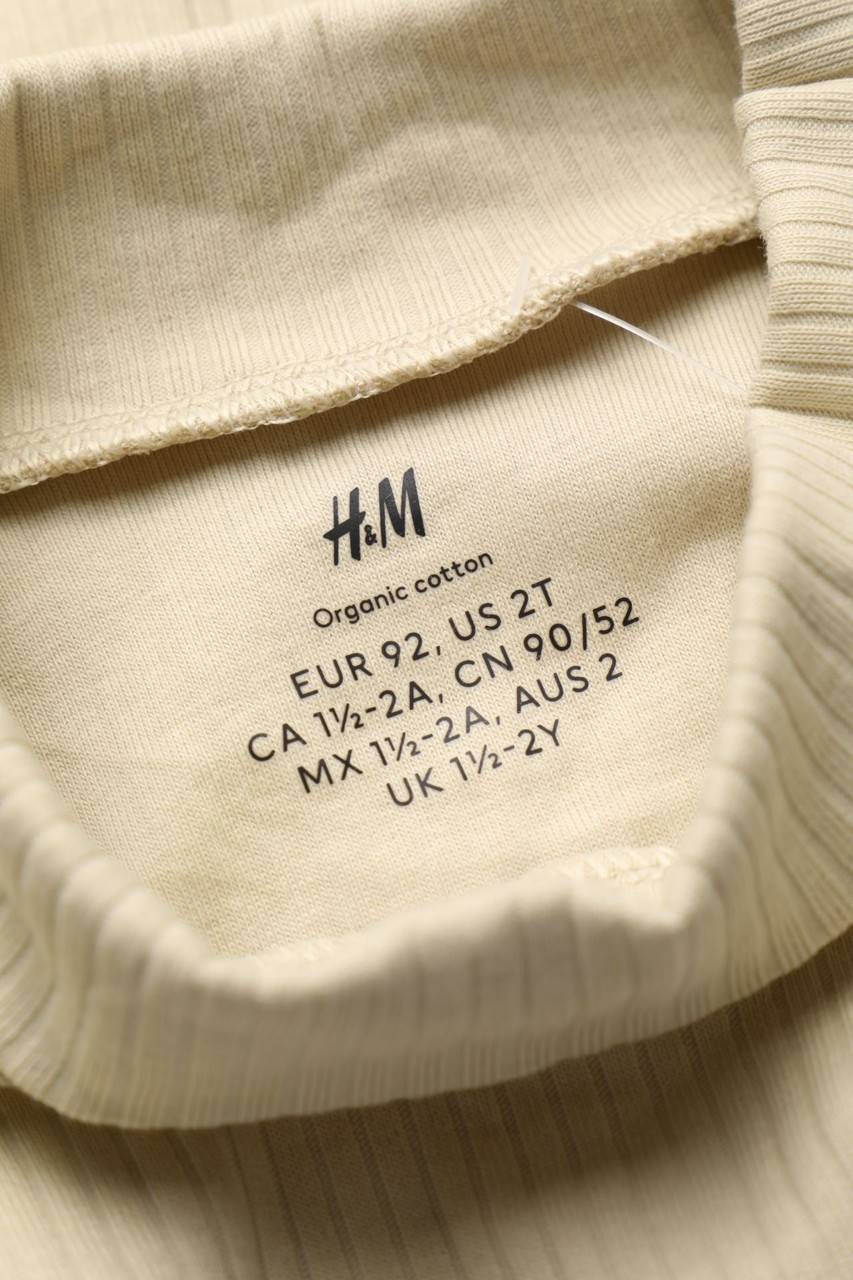 H&M
Organic cotton
EUR 92, US 2T
CA 1½-2A, CN 90/52
MX 1½-2A, AUS 2
UK 1½-2Y